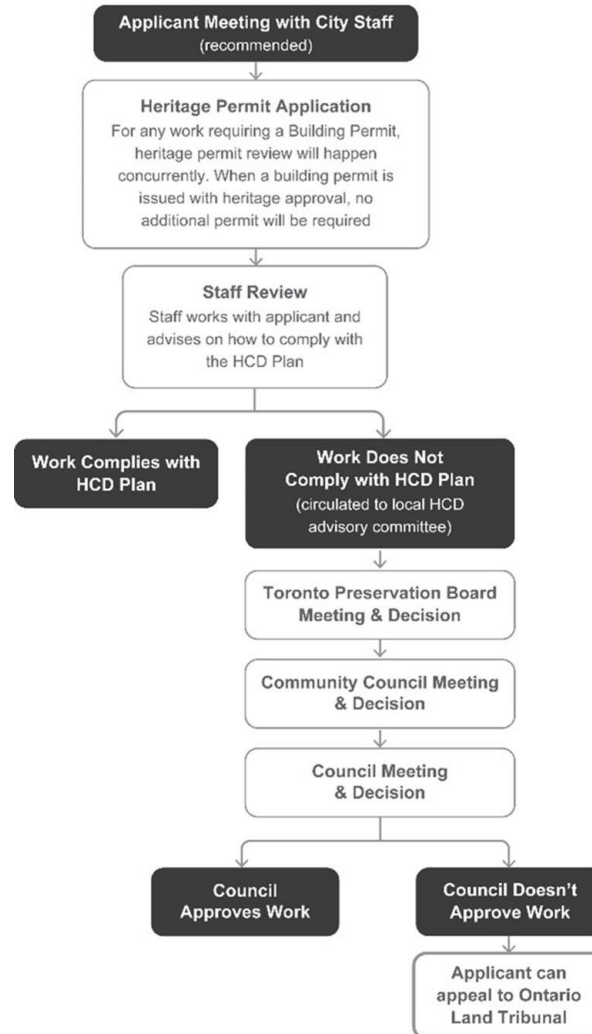 Applicant Meeting with City Staff
(recommended)
Heritage Permit Application
For any work requiring a Building Permit,
heritage permit review will happen
concurrently. When a building permit is
issued with heritage approval, no
additional permit will be required
Staff Review
Staff works with applicant and
advises on how to comply with
the HCD Plan
Work Complies with
HCD Plan
Work Does Not
Comply with HCD Plan
(circulated to local HCD
advisory committee)
Toronto Preservation Board
Meeting & Decision
Community Council Meeting
& Decision
Council Meeting
& Decision
Council
Approves Work
Council Doesn't
Approve Work
Applicant can
appeal to Ontario
Land Tribunal